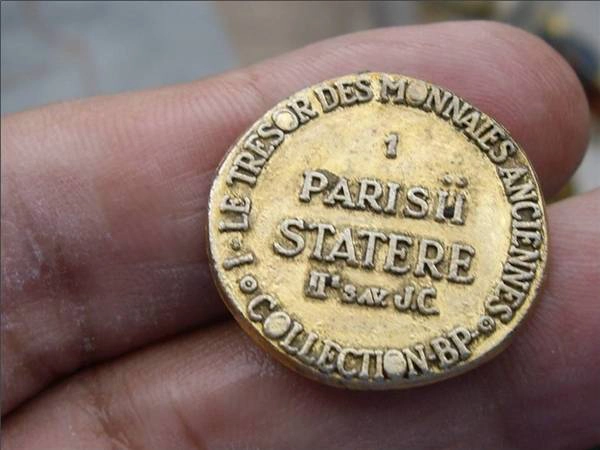 1 • LE TRESOR DES MONNAIES ANCIENNES
COLLECTION • BP
1
PARISII
STATERE
IIe S. AV. J.C.